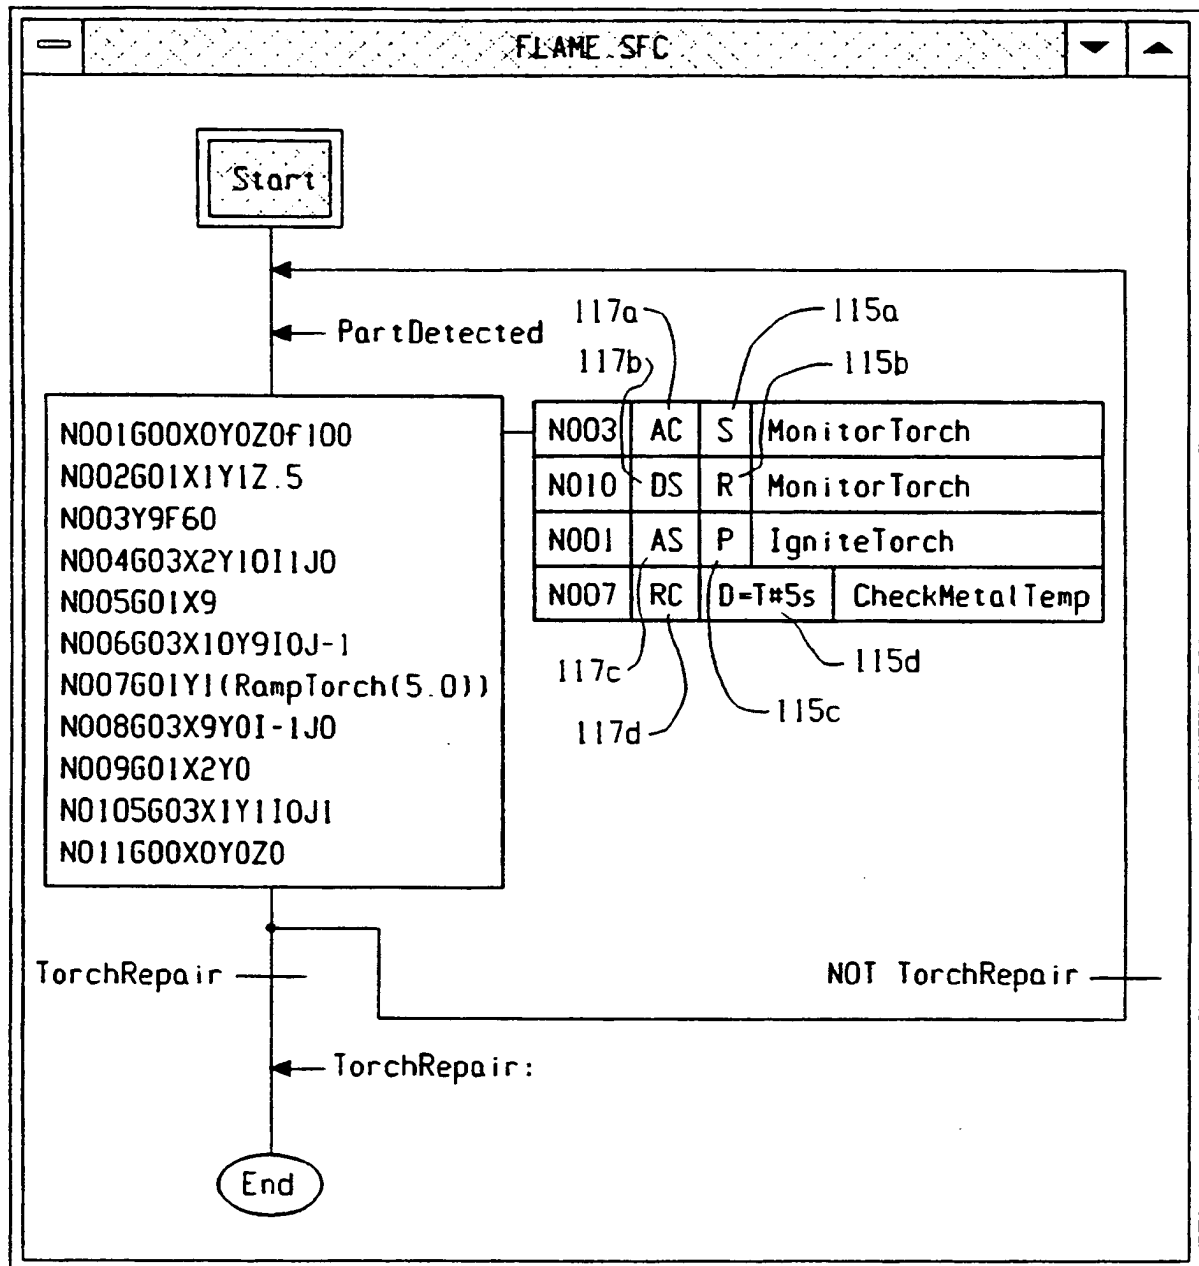 FLAME.SFC
Start
117a
115a
PartDetected
117b
115b
N001G00X0Y0Z0f100
N002G01X1Y1Z.5
N003Y9F60
N004G03X2Y10I1J0
N005G01X9
N006G03X10Y9I0J-1
N007G01Y1(RampTorch(5.0))
N008G03X9Y0I-1J0
N009G01X2Y0
N0105G03X1Y1I0J1
N011G00X0Y0Z0
N003 AC S MonitorTorch
N010 DS R MonitorTorch
N001 AS P IgniteTorch
N007 RC D=T#5s CheckMetalTemp
117c
115d
117d
115c
TorchRepair
NOT TorchRepair
TorchRepair:
End